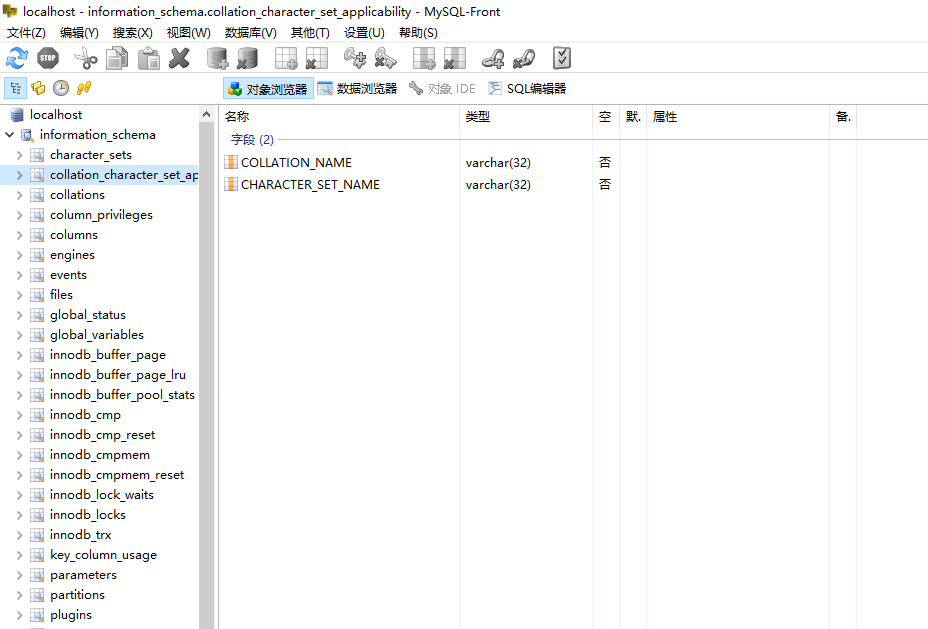 localhost - information_schema.collation_character_set_applicability - MySQL-Front
文件(Z) 编辑(Y) 搜索(X) 视图(W) 数据库(V) 其他(T) 设置(U) 帮助(S)
STOP
对象浏览器 数据浏览器 对象 IDE SQL编辑器
localhost
information_schema
character_sets
collation_character_set_ap
collations
column_privileges
columns
engines
events
files
global_status
global_variables
innodb_buffer_page
innodb_buffer_page_lru
innodb_buffer_pool_stats
innodb_cmp
innodb_cmp_reset
innodb_cmpmem
innodb_cmpmem_reset
innodb_lock_waits
innodb_locks
innodb_trx
key_column_usage
parameters
partitions
plugins
名称 类型 空 默. 属性 备.
字段 (2)
COLLATION_NAME varchar(32) 否
CHARACTER_SET_NAME varchar(32) 否